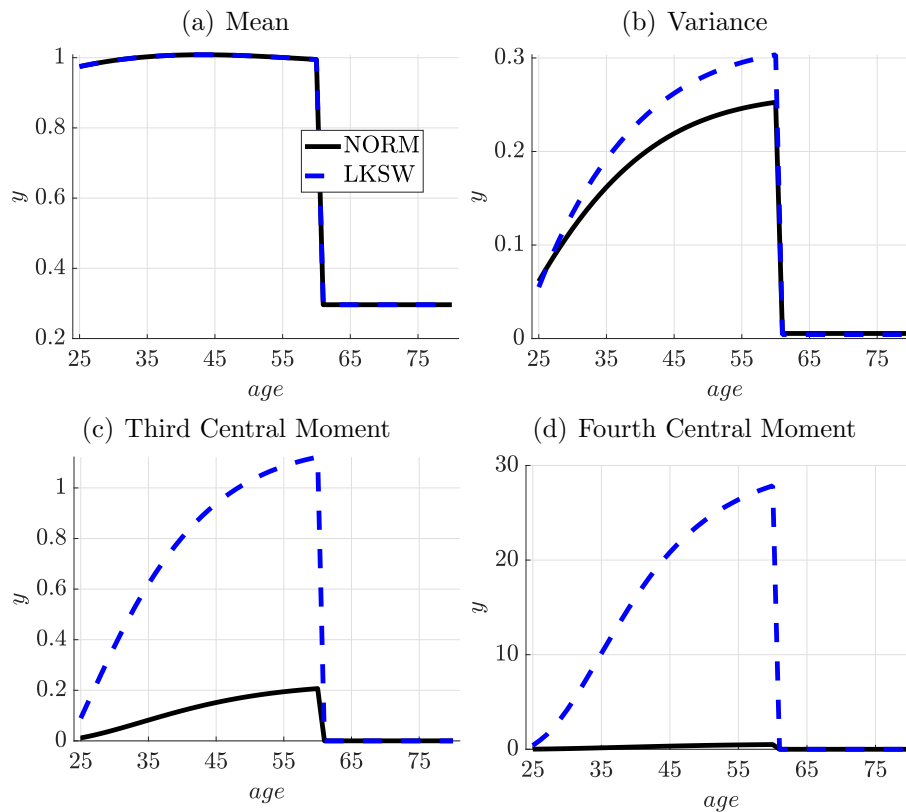 (a) Mean
1
0.8
0.6
0.4
0.2
y
25 35 45 55 65 75
age
NORM
LKSW
(b) Variance
0.3
0.2
0.1
0
y
25 35 45 55 65 75
age
(c) Third Central Moment
1
0.8
0.6
0.4
0.2
0
y
25 35 45 55 65 75
age
(d) Fourth Central Moment
30
20
10
0
y
25 35 45 55 65 75
age